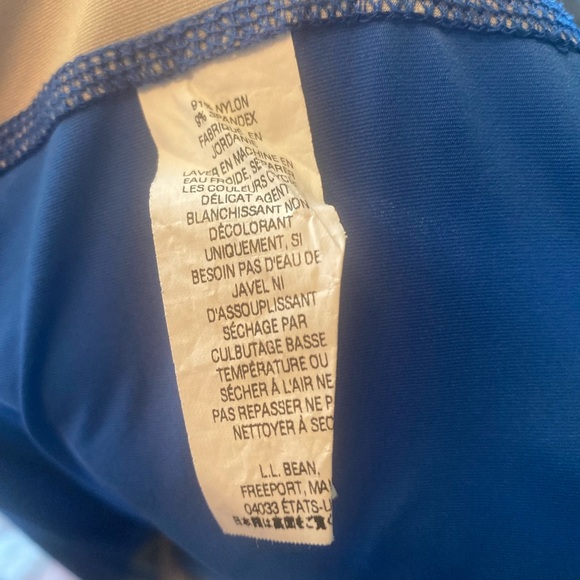 NYLON
SPANDEX
FABRIQUÉ EN
JORDANIE
LAVER EN MACHINE EN
EAU FROIDE, SÉPARER
LES COULEURS
DÉLICAT AGENT
BLANCHISSANT NON
DÉCOLORANT
UNIQUEMENT, SI
BESOIN PAS D'EAU DE
JAVEL NI
D'ASSOUPLISSANT
SÉCHAGE PAR
CULBUTAGE BASSE
TEMPÉRATURE OU
SÉCHER À L'AIR NE
PAS REPASSER NE P
NETTOYER À SEC
L.L. BEAN,
FREEPORT, MA
04033 ÉTATS-U